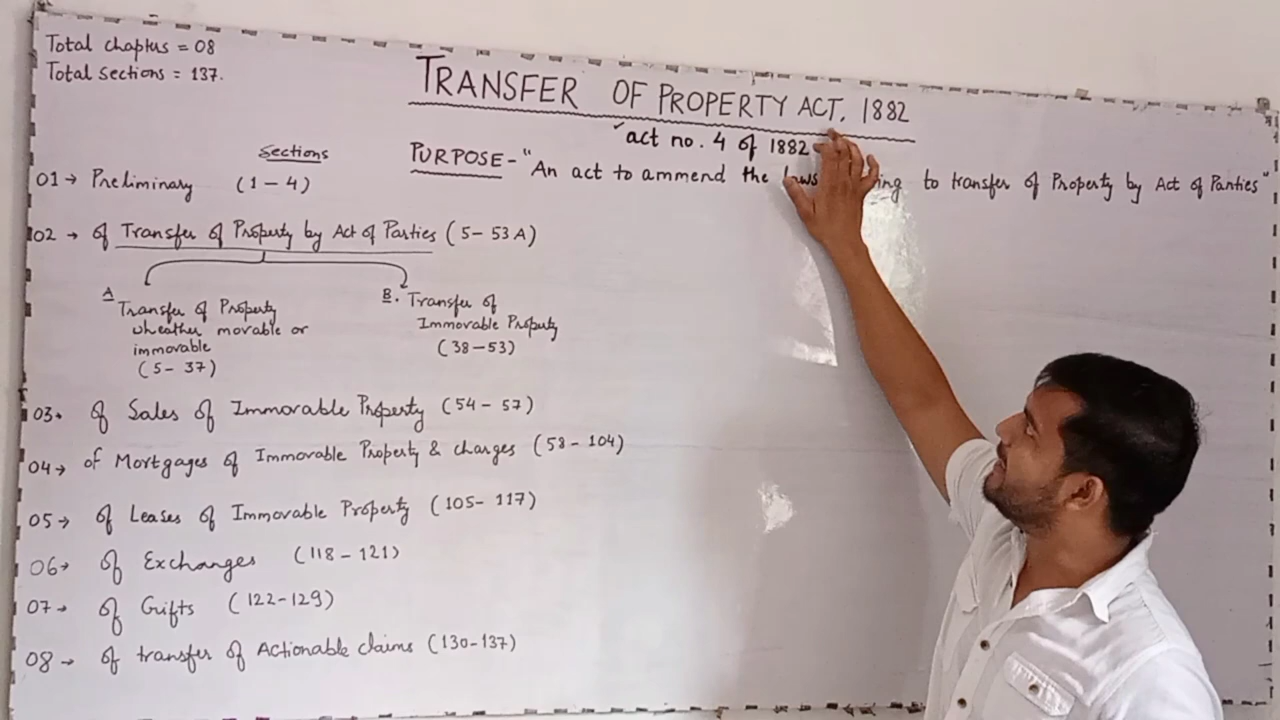 Total chapters = 08
Total sections = 137.
TRANSFER OF PROPERTY ACT, 1882
act no. 4 of 1882
PURPOSE - "An act to ammend the laws to transfer of Property by Act of Parties"
Sections
01 → Preliminary (1 - 4)
02 → of Transfer of Property by Act of Parties (5 - 53A)
A Transfer of Property
wheather movable or
immovable
(5 - 37)
B. Transfer of
Immovable Property
(38 - 53)
03 → of Sales of Immovable Property (54 - 57)
04 → of Mortgages of Immovable Property & charges (58 - 104)
05 → of Leases of Immovable Property (105 - 117)
06 → of Exchanges (118 - 121)
07 → of Gifts (122 - 129)
08 → of transfer of Actionable claims (130 - 137)